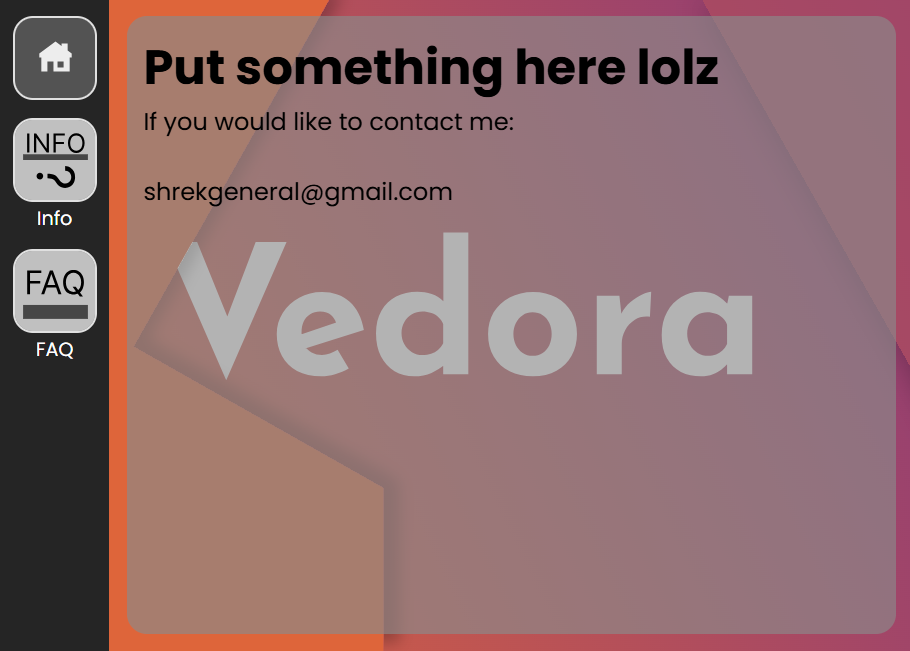 INFO
Info
FAQ
FAQ
Put something here lolz
If you would like to contact me:
shrekgeneral@gmail.com
Vedora